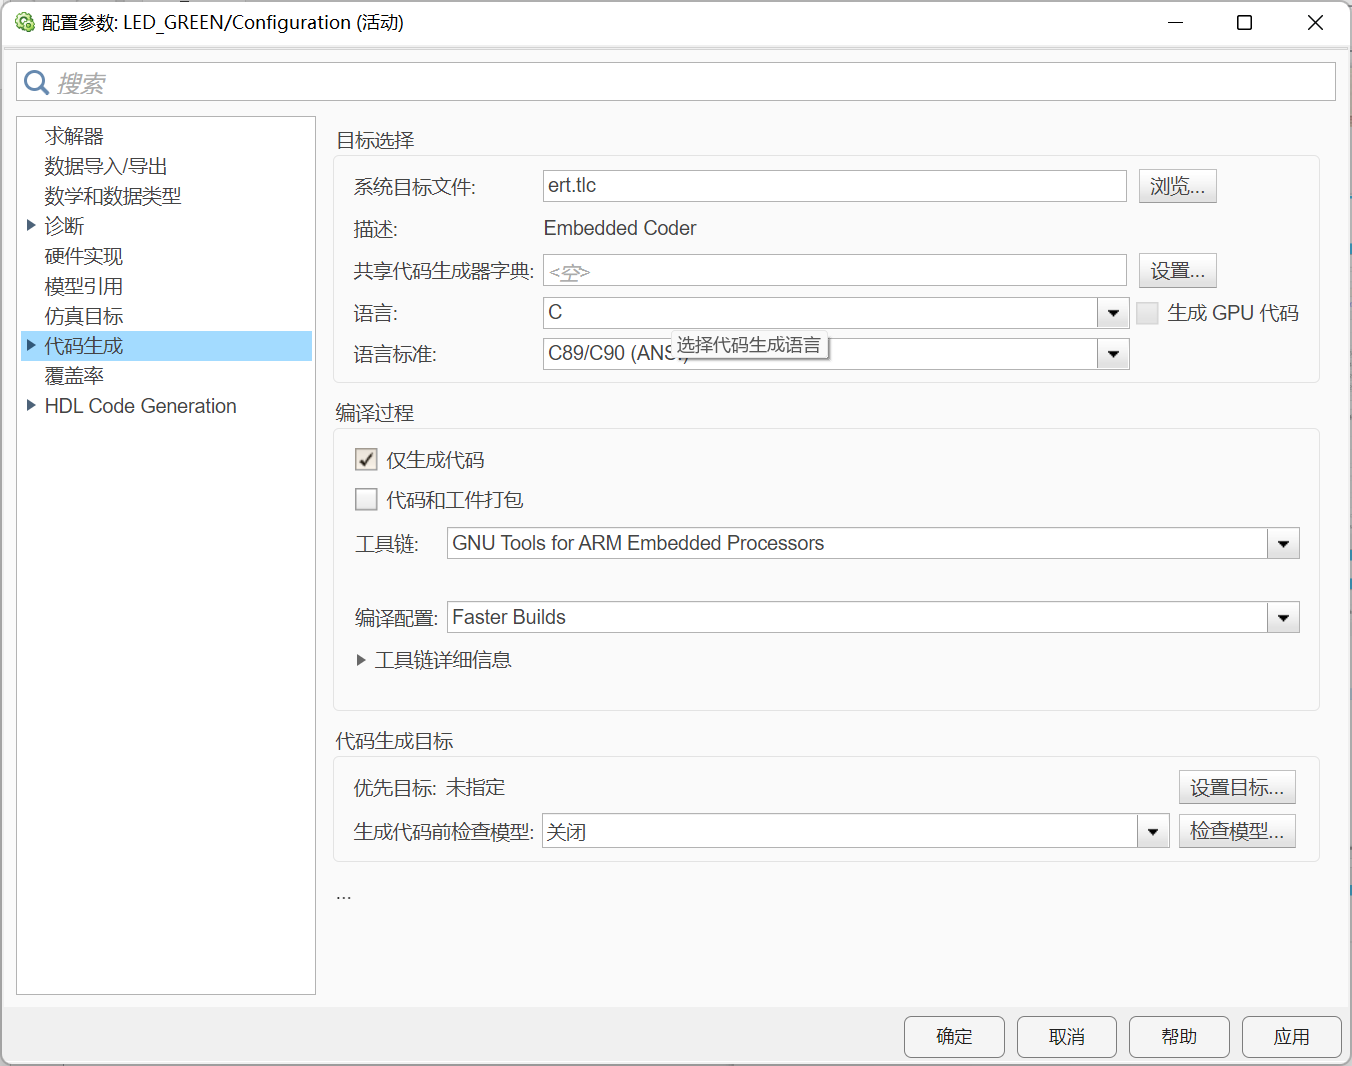 配置参数: LED_GREEN/Configuration (活动)
搜索
求解器
数据导入/导出
数学和数据类型
诊断
硬件实现
模型引用
仿真目标
代码生成
覆盖率
HDL Code Generation
目标选择
系统目标文件: ert.tlc 浏览...
描述: Embedded Coder
共享代码生成器字典: <空> 设置...
语言: C 生成 GPU 代码
选择代码生成语言
语言标准: C89/C90 (ANS
编译过程
仅生成代码
代码和工件打包
工具链: GNU Tools for ARM Embedded Processors
编译配置: Faster Builds
工具链详细信息
代码生成目标
优先目标: 未指定 设置目标...
生成代码前检查模型: 关闭 检查模型...
...
确定 取消 帮助 应用